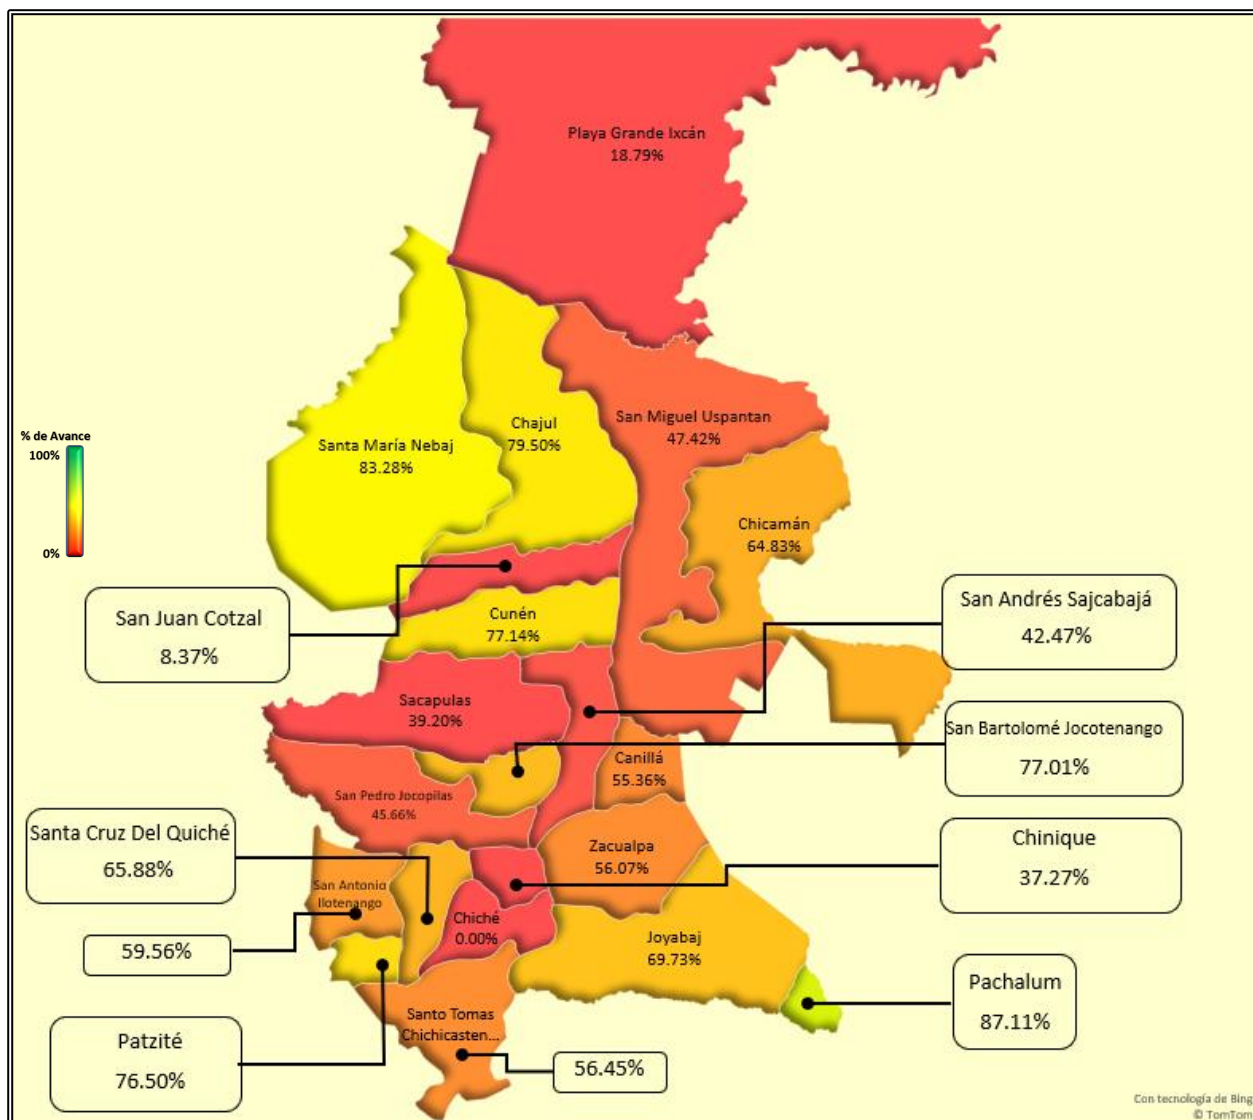 Playa Grande Ixcán
18.79%
Chajul
79.50%
San Miguel Uspantan
47.42%
Santa María Nebaj
83.28%
% de Avance
100%
0%
Chicamán
64.83%
San Juan Cotzal
8.37%
Cunén
77.14%
San Andrés Sajcabajá
42.47%
Sacapulas
39.20%
San Bartolomé Jocotenango
77.01%
Canillá
55.36%
San Pedro Jocopilas
45.66%
Santa Cruz Del Quiché
65.88%
Zacualpa
56.07%
Chinique
37.27%
San Antonio
Ilotenango
59.56%
Chiché
0.00%
Joyabaj
69.73%
Pachalum
87.11%
Patzité
76.50%
Santo Tomas
Chichicasten...
56.45%
Con tecnología de Bing
© TomTom